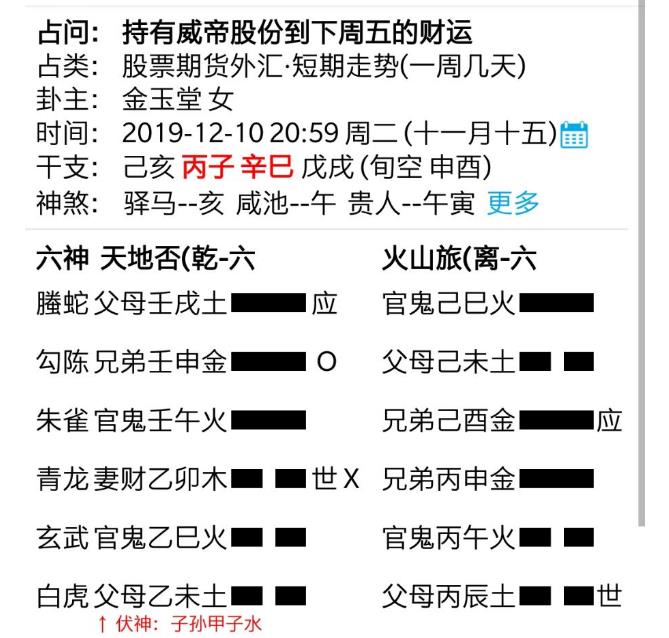 占问: 持有威帝股份到下周五的财运
占类: 股票期货外汇·短期走势(一周几天)
卦主: 金玉堂 女
时间: 2019-12-10 20:59 周二 (十一月十五)
干支: 己亥 丙子 辛巳 戊戌 (旬空 申酉)
神煞: 驿马--亥 咸池--午 贵人--午寅 更多
六神 天地否(乾-六 火山旅(离-六
螣蛇 父母壬戌土 应 官鬼己巳火
勾陈 兄弟壬申金 O 父母己未土
朱雀 官鬼壬午火 兄弟己酉金 应
青龙 妻财乙卯木 世 X 兄弟丙申金
玄武 官鬼乙巳火 官鬼丙午火
白虎 父母乙未土 父母丙辰土 世
↑ 伏神: 子孙甲子水